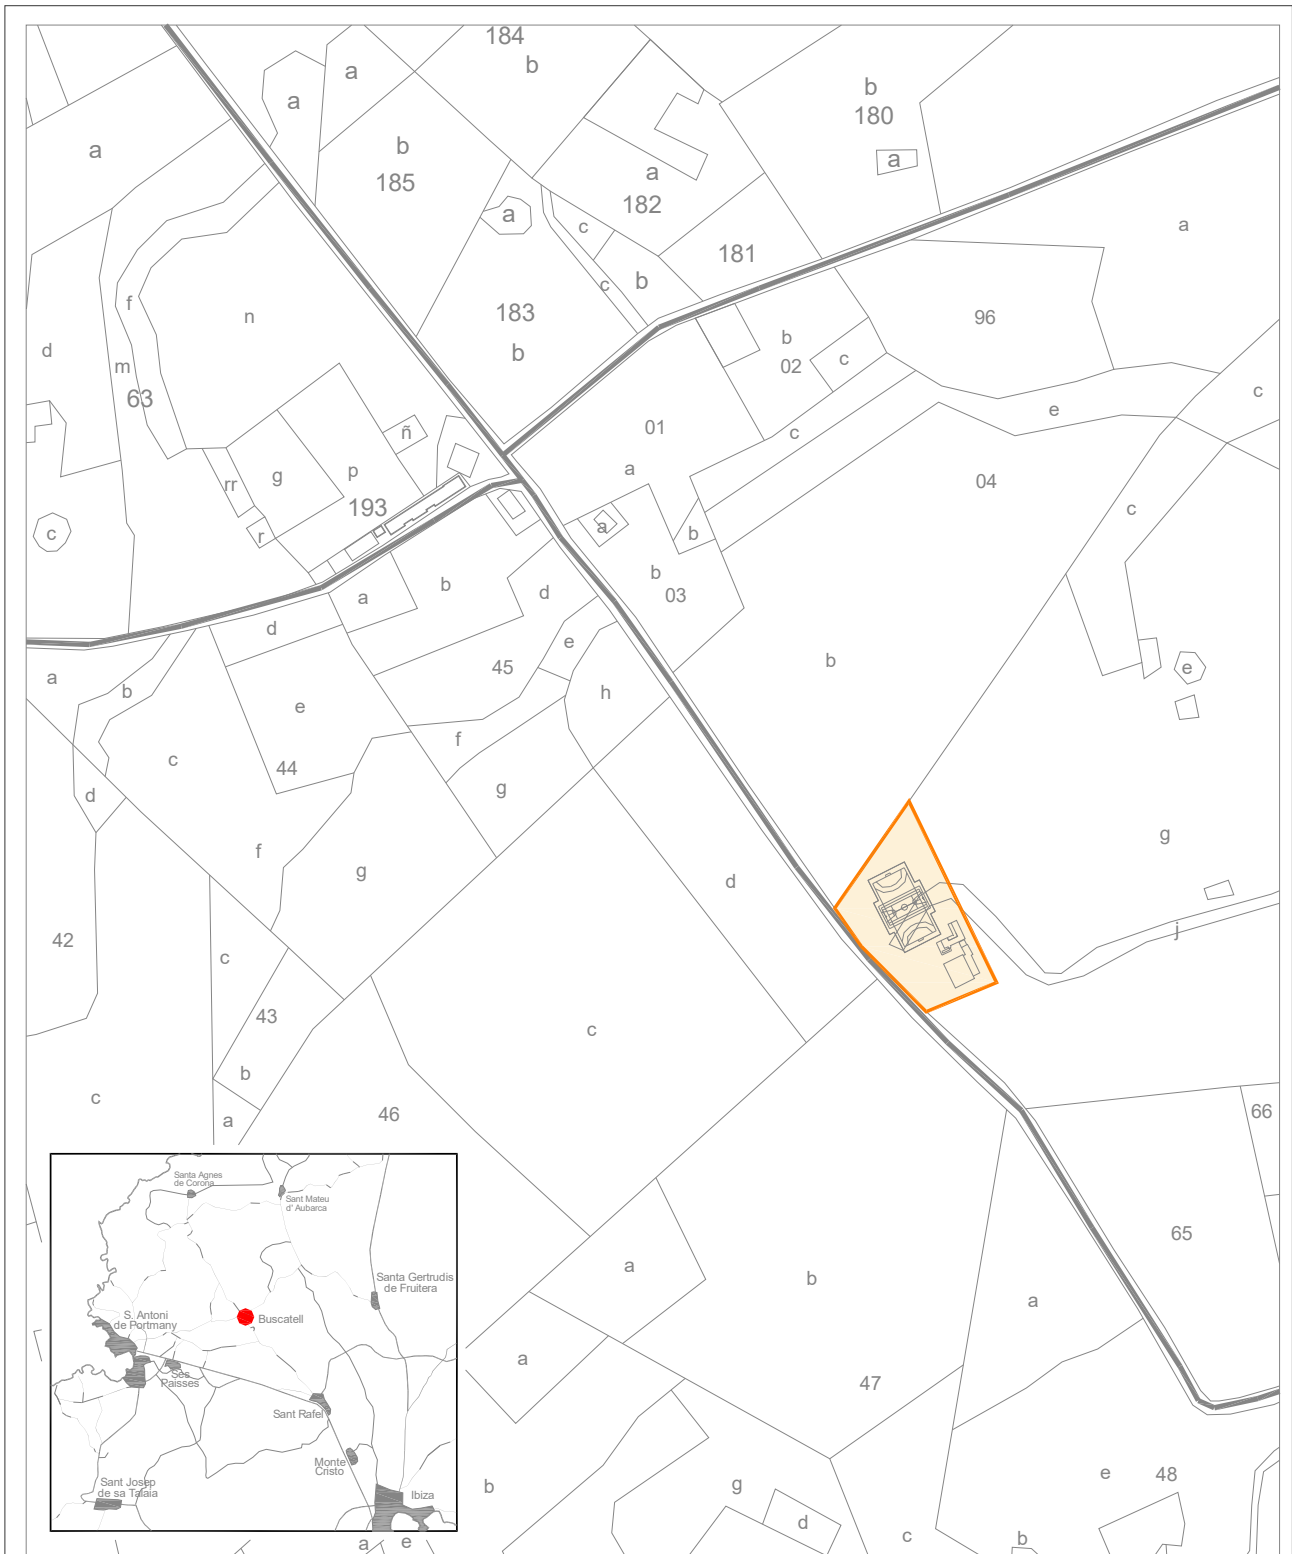 184
b
a
a
b
180
a
b
185
a
a
182
a
c
181
a
b
c
183
b
f
n
96
d
m
63
b
02
c
c
e
c
01
a
ñ
p
g
rr
193
r
c
04
c
a
b
b
03
b
a
d
d
e
45
h
a
b
e
b
e
c
44
f
g
d
f
g
d
g
42
c
j
43
c
b
c
a
46
66
65
a
b
a
a
47
b
g
d
e
48
c
b
a
e
Santa Agnes
de Corona
Sant Mateu
d' Aubarca
Santa Gertrudis
de Fruitera
S. Antoni
de Portmany
Buscatell
Ses
Païsses
Sant Rafel
Monte
Cristo
Sant Josep
de sa Talaia
Ibiza